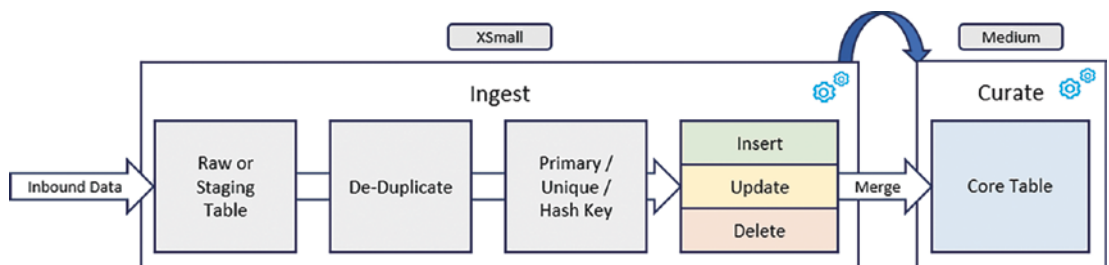 XSmall
Medium
Ingest
Curate
Inbound Data
Raw or
Staging
Table
De-Duplicate
Primary /
Unique /
Hash Key
Insert
Update
Delete
Merge
Core Table